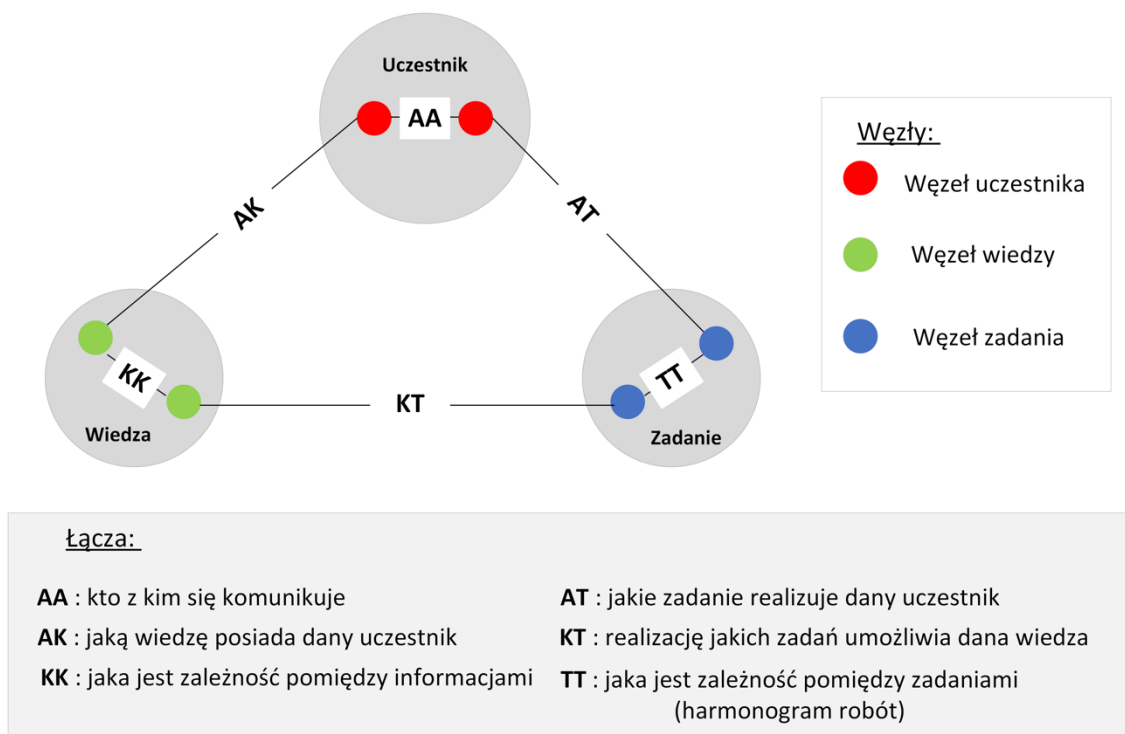 Uczestnik
AA
AK
AT
KK
Wiedza
KT
TT
Zadanie
Węzły:
Węzeł uczestnika
Węzeł wiedzy
Węzeł zadania
Łącza:
AA : kto z kim się komunikuje
AK : jaką wiedzę posiada dany uczestnik
KK : jaka jest zależność pomiędzy informacjami
AT : jakie zadanie realizuje dany uczestnik
KT : realizację jakich zadań umożliwia dana wiedza
TT : jaka jest zależność pomiędzy zadaniami
(harmonogram robót)